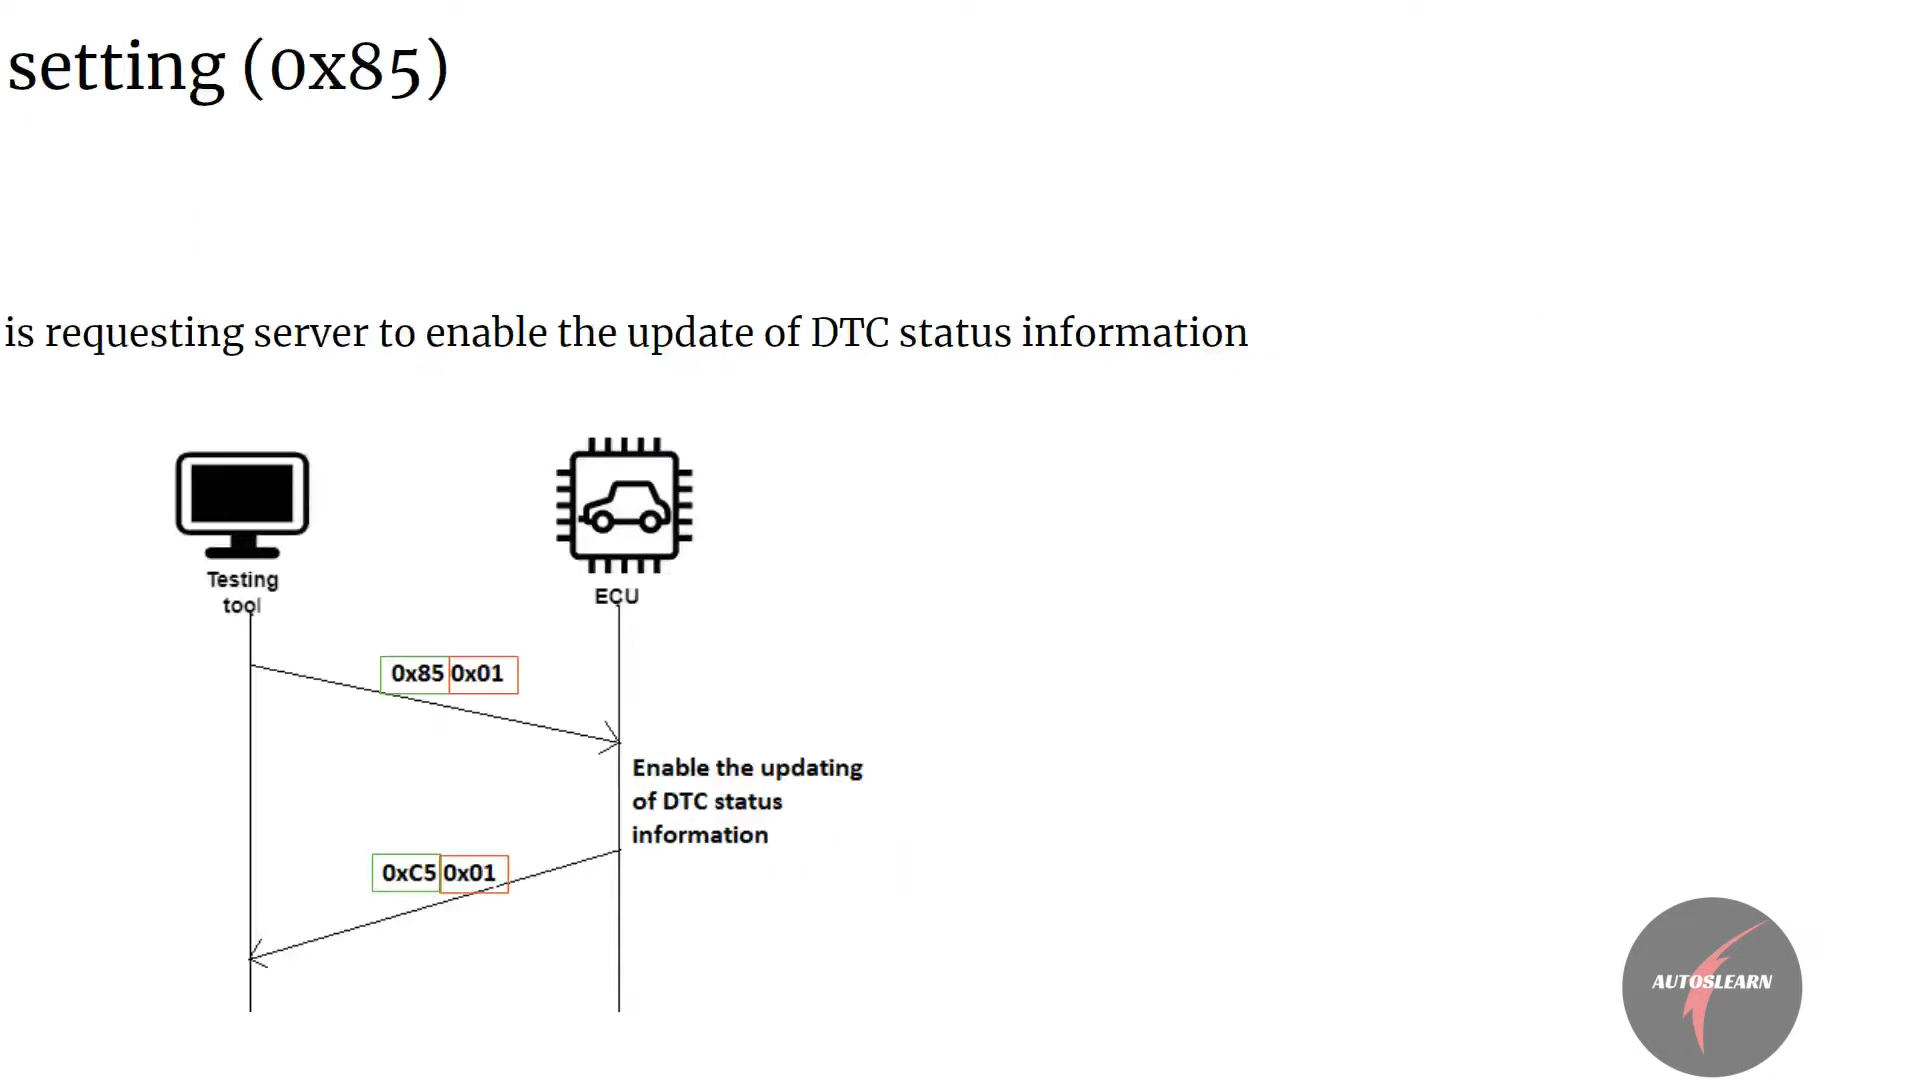 setting (0x85)
is requesting server to enable the update of DTC status information
Testing
tool
ECU
0x85 0x01
Enable the updating
of DTC status
information
0xC5 0x01
AUTOSLEARN